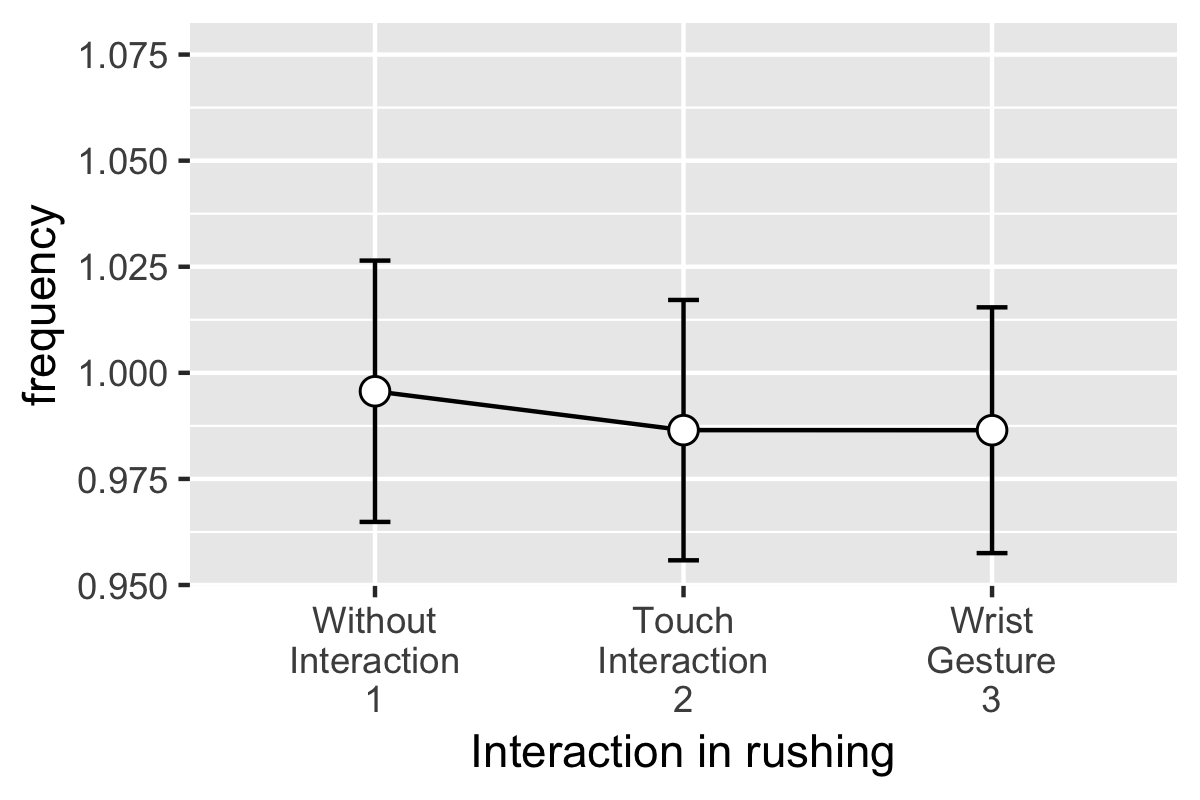 frequency
1.075
1.050
1.025
1.000
0.975
0.950
Without
Interaction
1
Touch
Interaction
2
Wrist
Gesture
3
Interaction in rushing